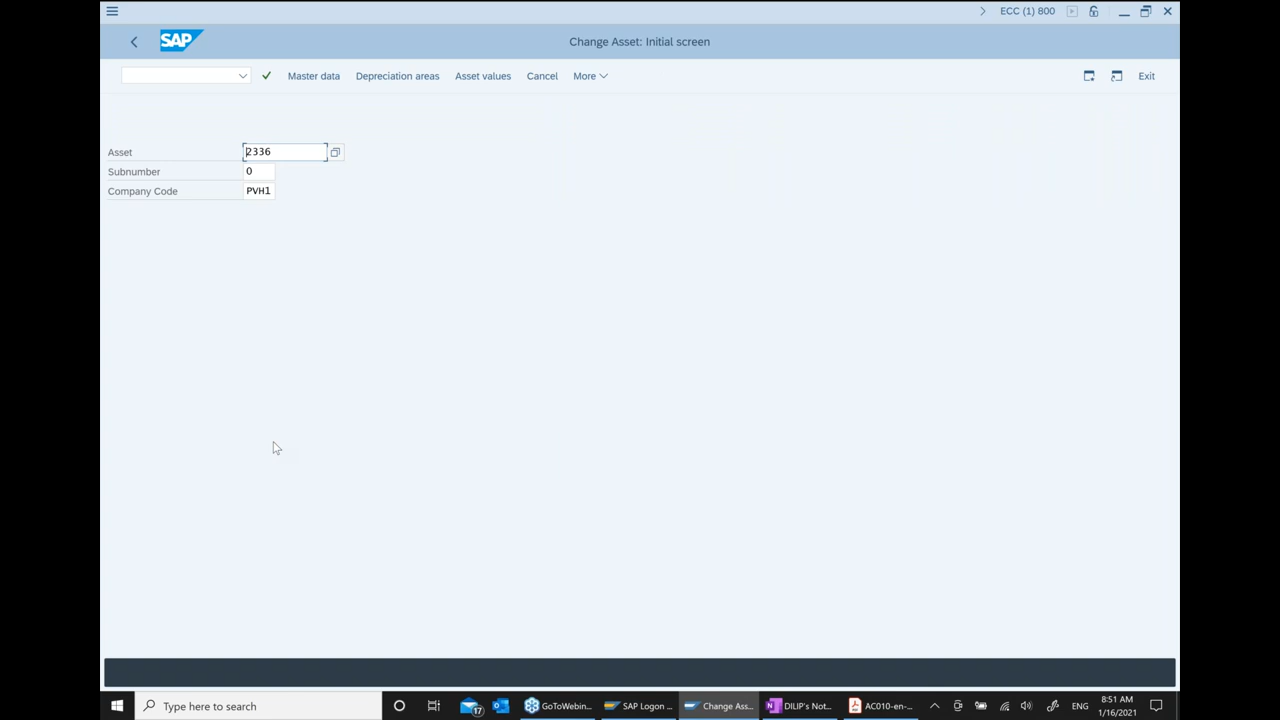 ECC (1) 800
SAP
Change Asset: Initial screen
Master data Depreciation areas Asset values Cancel More Exit
Asset 2336
Subnumber 0
Company Code PVH1
Type here to search 17 GoToWebin... SAP Logon ... Change Ass... DILIP's Not... AC010-en-... ENG 8:51 AM
1/16/2021